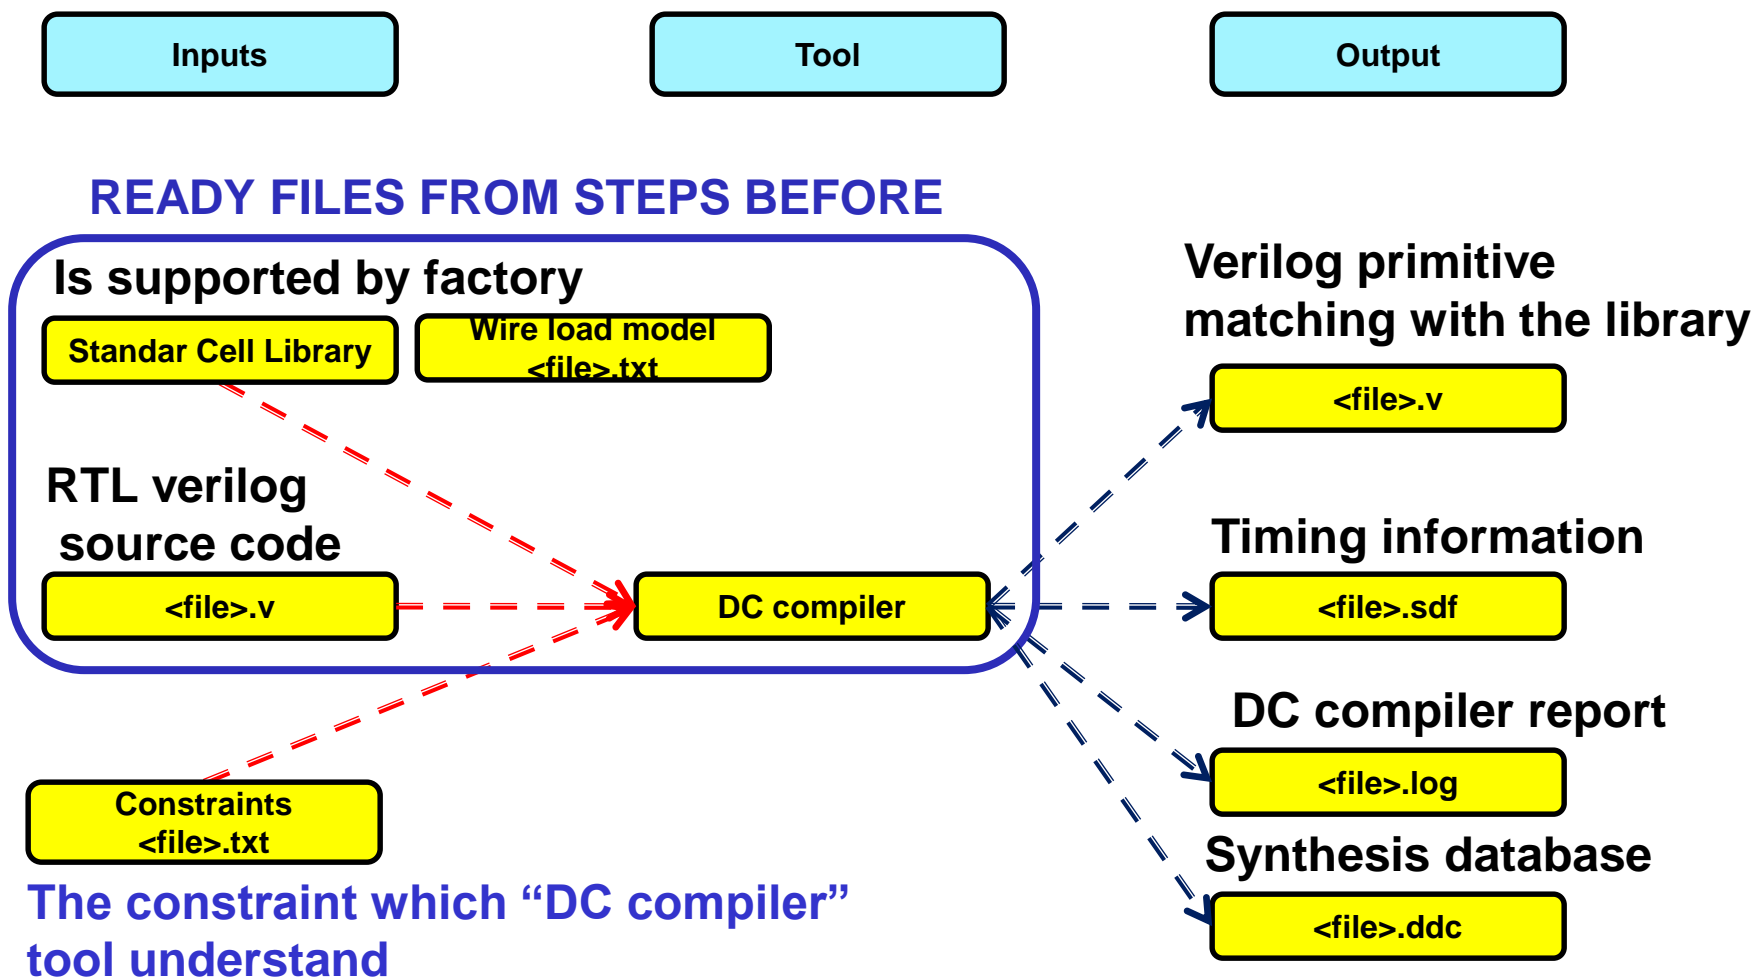 Inputs
Tool
Output
READY FILES FROM STEPS BEFORE
Is supported by factory
Standar Cell Library
Wire load model
<file>.txt
RTL verilog
source code
<file>.v
DC compiler
Constraints
<file>.txt
The constraint which “DC compiler”
tool understand
Verilog primitive
matching with the library
<file>.v
Timing information
<file>.sdf
DC compiler report
<file>.log
Synthesis database
<file>.ddc